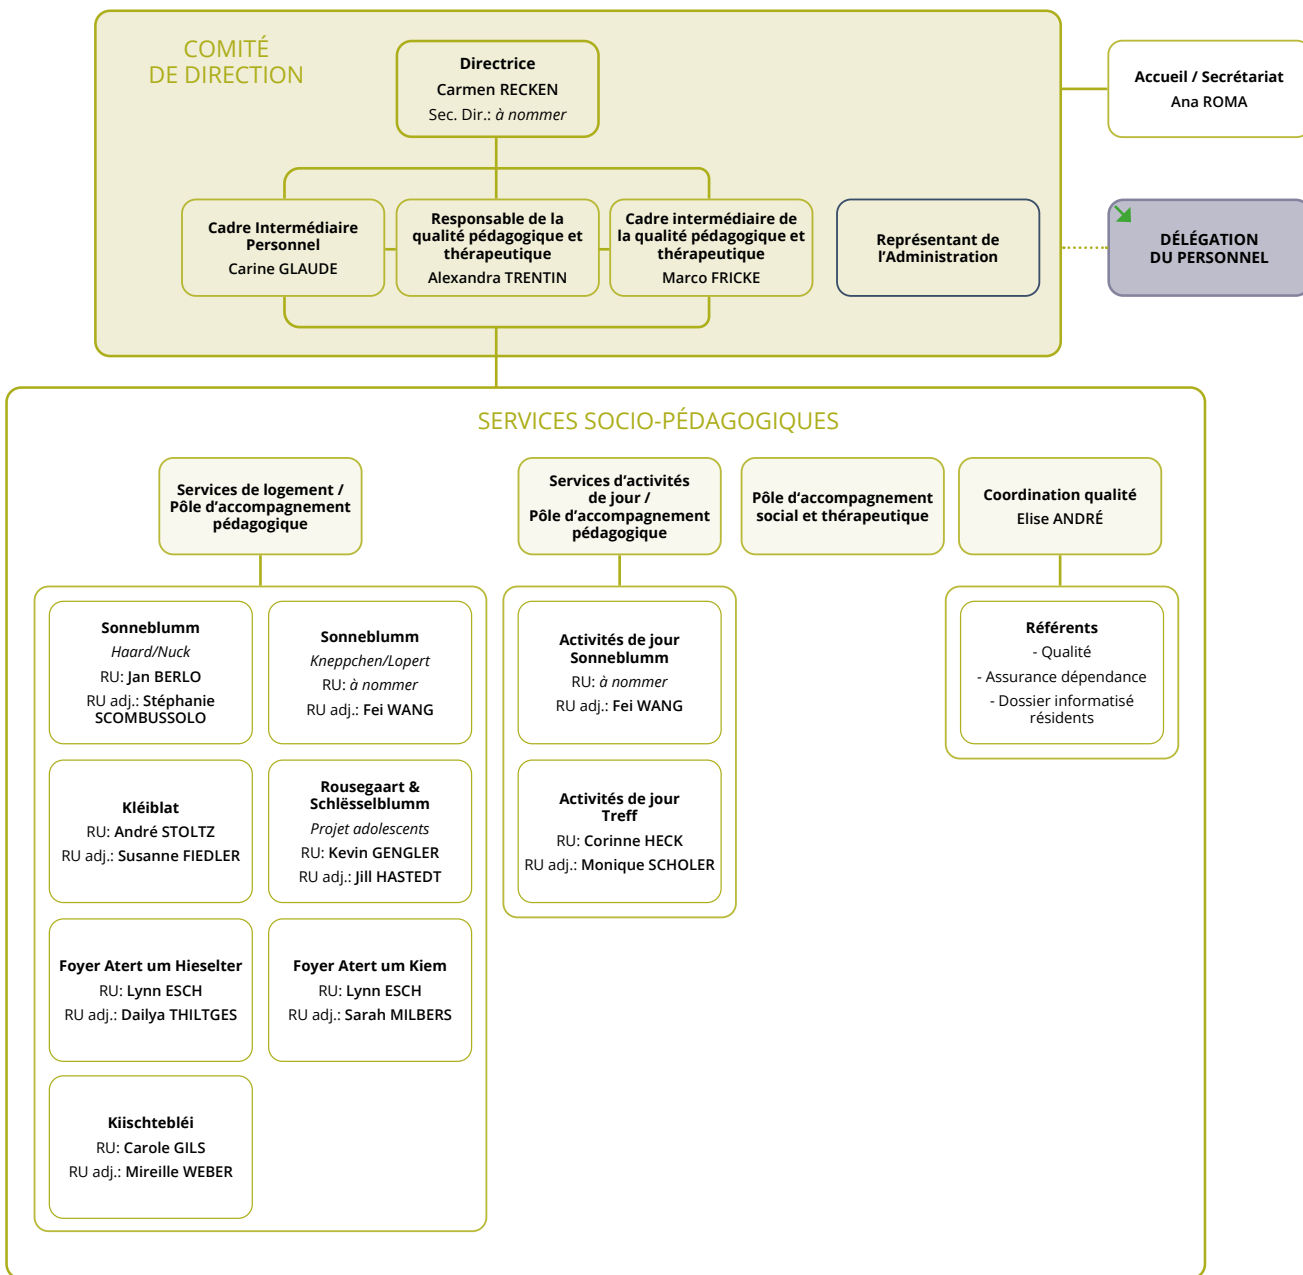 COMITÉ
DE DIRECTION
Directrice
Carmen RECKEN
Sec. Dir.: à nommer
Accueil / Secrétariat
Ana ROMA
Cadre Intermédiaire
Personnel
Carine GLAUDE
Responsable de la
qualité pédagogique et
thérapeutique
Alexandra TRENTIN
Cadre intermédiaire de
la qualité pédagogique et
thérapeutique
Marco FRICKE
Représentant de
l’Administration
DÉLÉGATION
DU PERSONNEL
SERVICES SOCIO-PÉDAGOGIQUES
Services de logement /
Pôle d’accompagnement
pédagogique
Services d’activités
de jour /
Pôle d’accompagnement
pédagogique
Pôle d’accompagnement
social et thérapeutique
Coordination qualité
Elise ANDRÉ
Sonneblumm
Haard/Nuck
RU: Jan BERLO
RU adj.: Stéphanie
SCOMBUSSOLO
Sonneblumm
Kneppchen/Lopert
RU: à nommer
RU adj.: Fei WANG
Kléiblat
RU: André STOLTZ
RU adj.: Susanne FIEDLER
Rousegaart &
Schlësselblumm
Projet adolescents
RU: Kevin GENGLER
RU adj.: Jill HASTEDT
Foyer Atert um Hieselter
RU: Lynn ESCH
RU adj.: Dailya THILTGES
Foyer Atert um Kiem
RU: Lynn ESCH
RU adj.: Sarah MILBERS
Kiischtebléi
RU: Carole GILS
RU adj.: Mireille WEBER
Activités de jour
Sonneblumm
RU: à nommer
RU adj.: Fei WANG
Activités de jour
Treff
RU: Corinne HECK
RU adj.: Monique SCHOLER
Référents
- Qualité
- Assurance dépendance
- Dossier informatisé
résidents